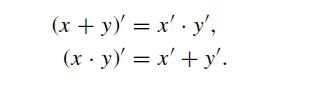 (x + y)′ = x′ · y′,
(x · y)′ = x′ + y′.